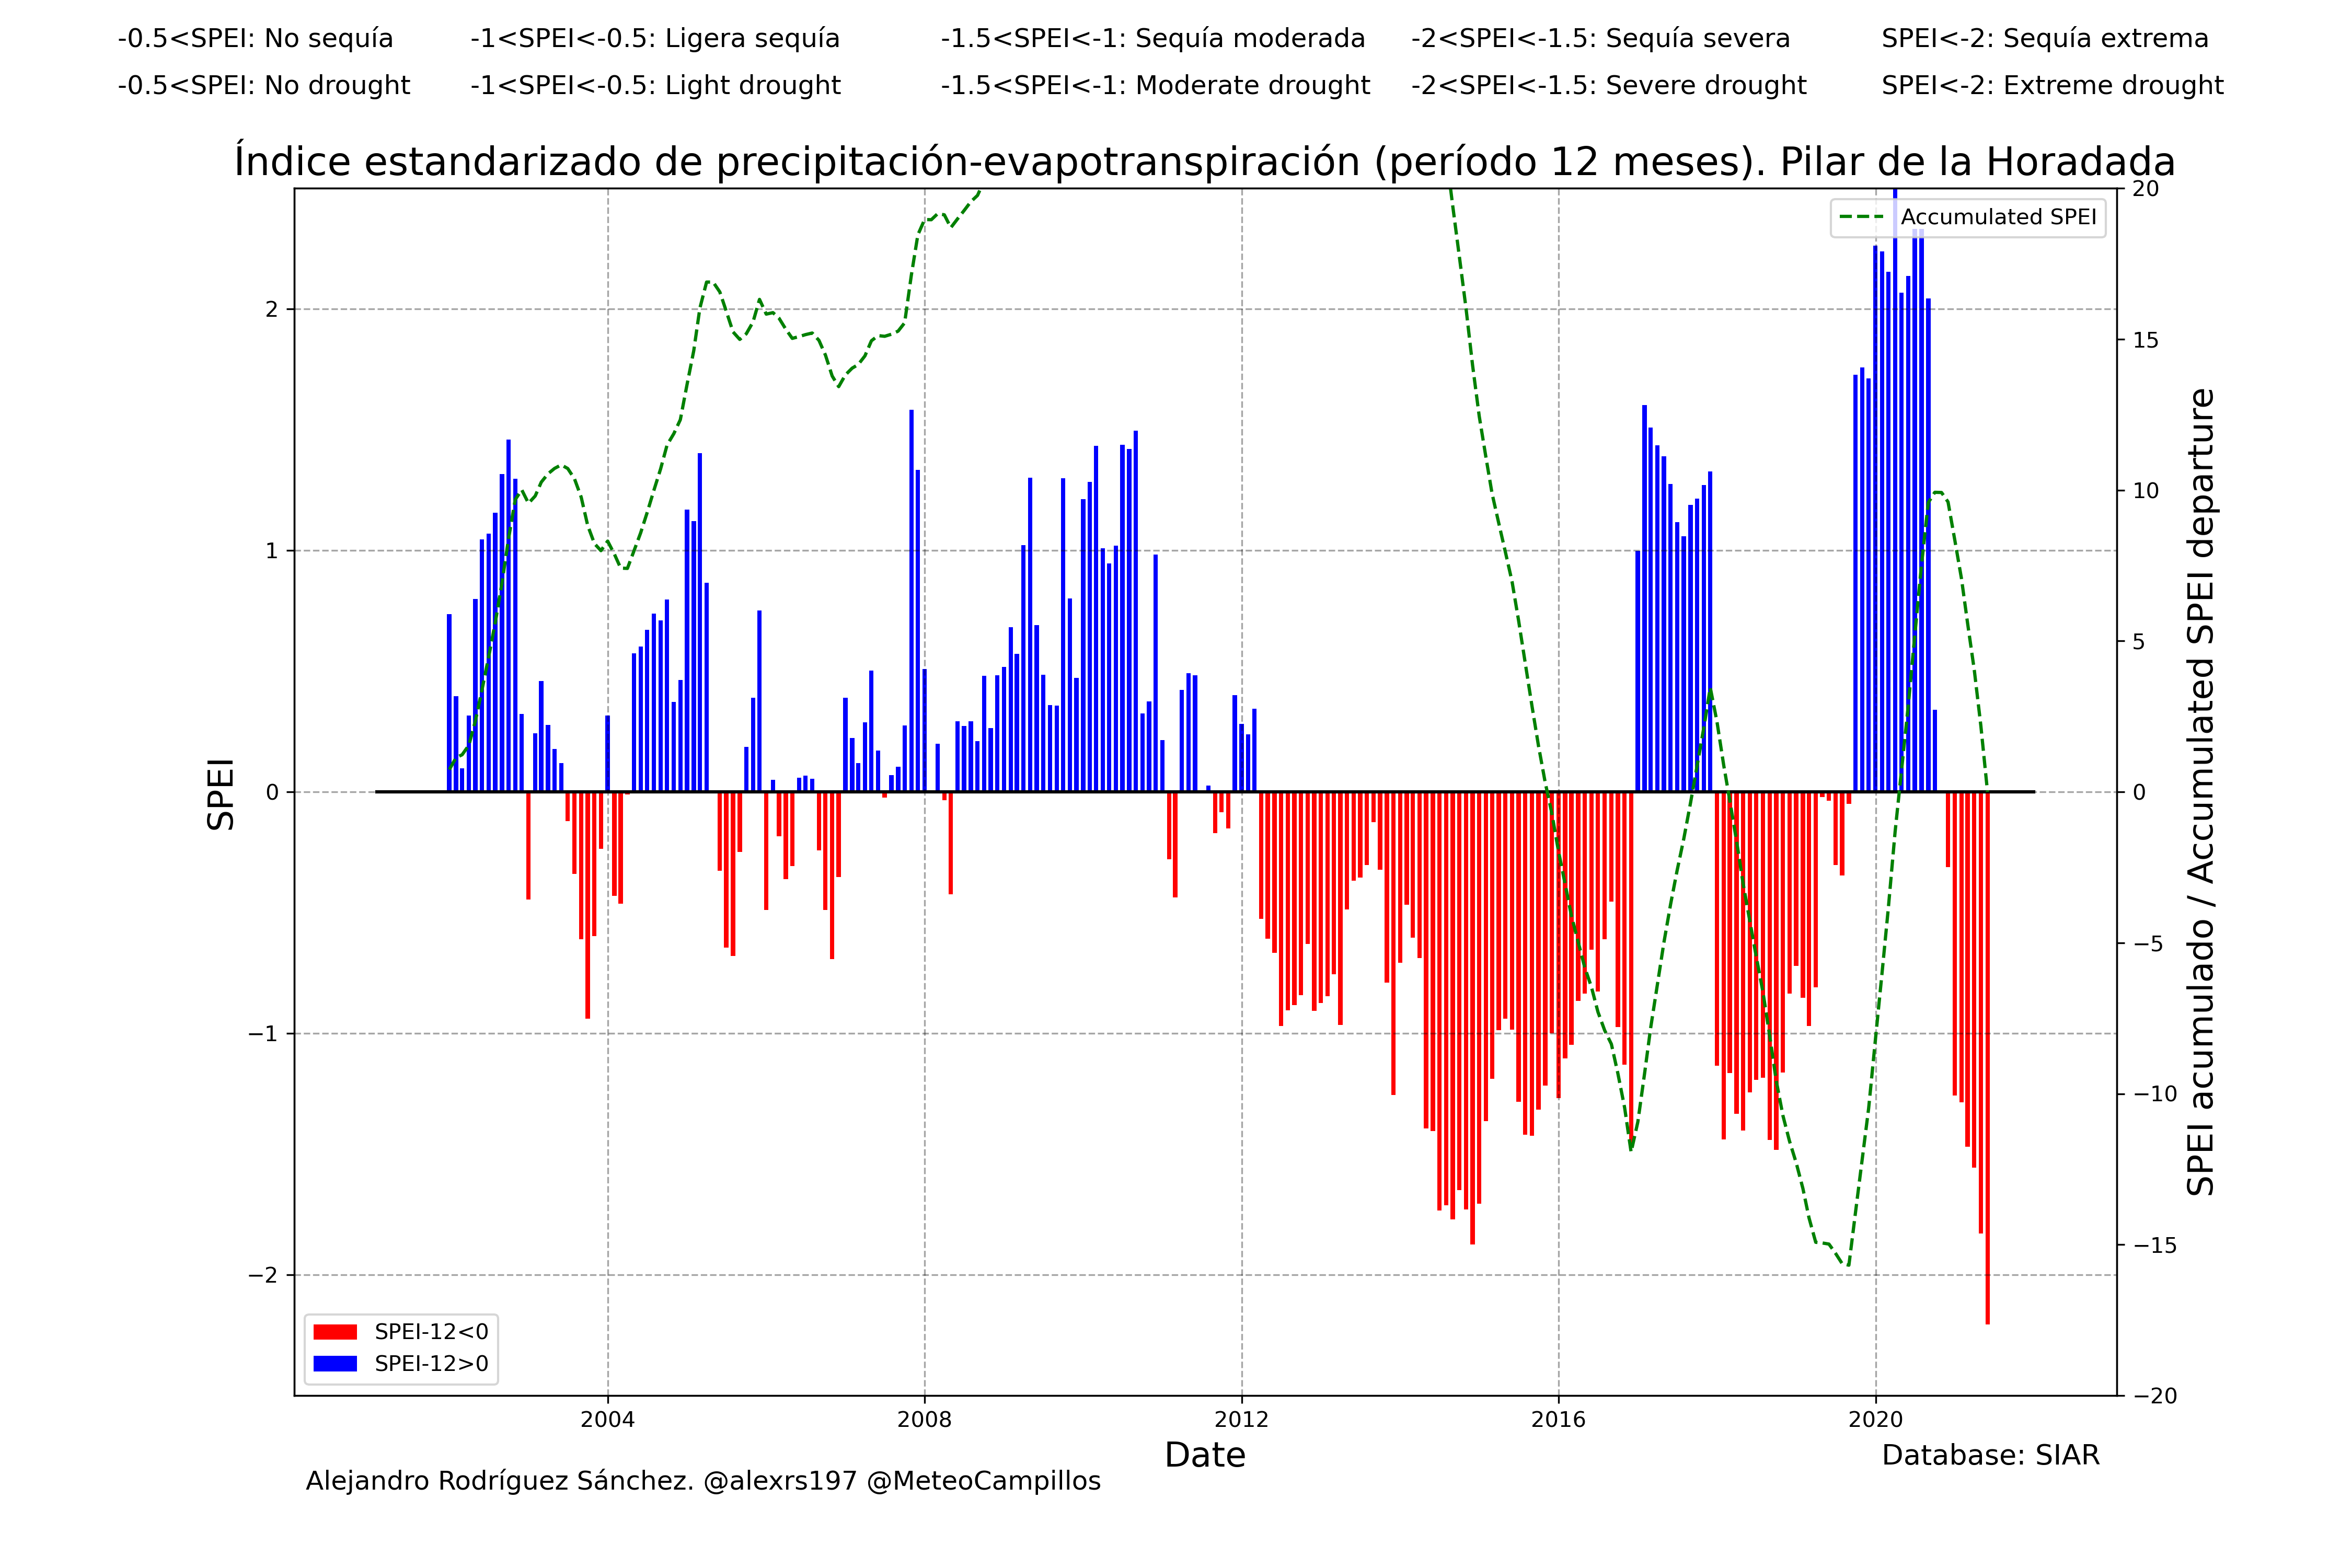 -0.5<SPEI: No sequía -1<SPEI<-0.5: Ligera sequía -1.5<SPEI<-1: Sequía moderada -2<SPEI<-1.5: Sequía severa SPEI<-2: Sequía extrema
-0.5<SPEI: No drought -1<SPEI<-0.5: Light drought -1.5<SPEI<-1: Moderate drought -2<SPEI<-1.5: Severe drought SPEI<-2: Extreme drought
Índice estandarizado de precipitación-evapotranspiración (período 12 meses). Pilar de la Horadada
Accumulated SPEI
SPEI
2
1
0
−1
−2
20
15
10
5
0
−5
−10
−15
−20
SPEI acumulado / Accumulated SPEI departure
SPEI-12<0
SPEI-12>0
2004 2008 2012 2016 2020
Date
Database: SIAR
Alejandro Rodríguez Sánchez. @alexrs197 @MeteoCampillos